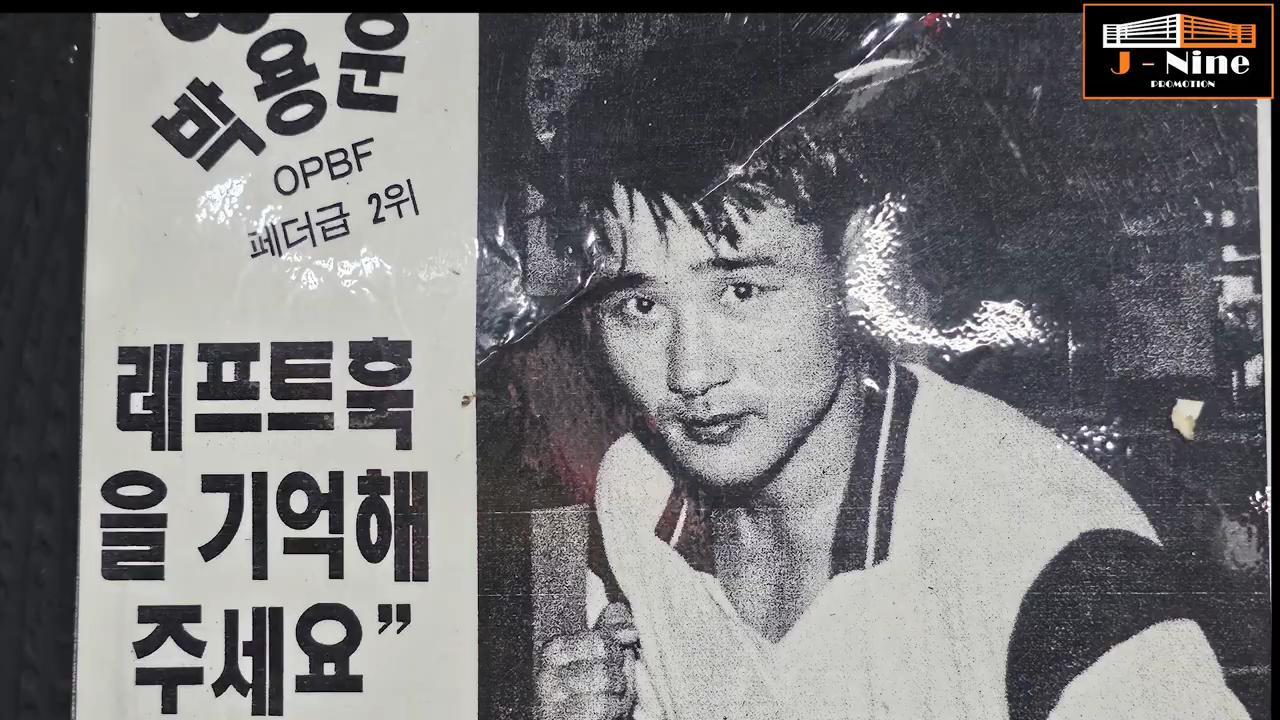 박용운
OPBF
페더급 2위
레프트훅
을 기억해
주세요”
J - Nine
PROMOTION